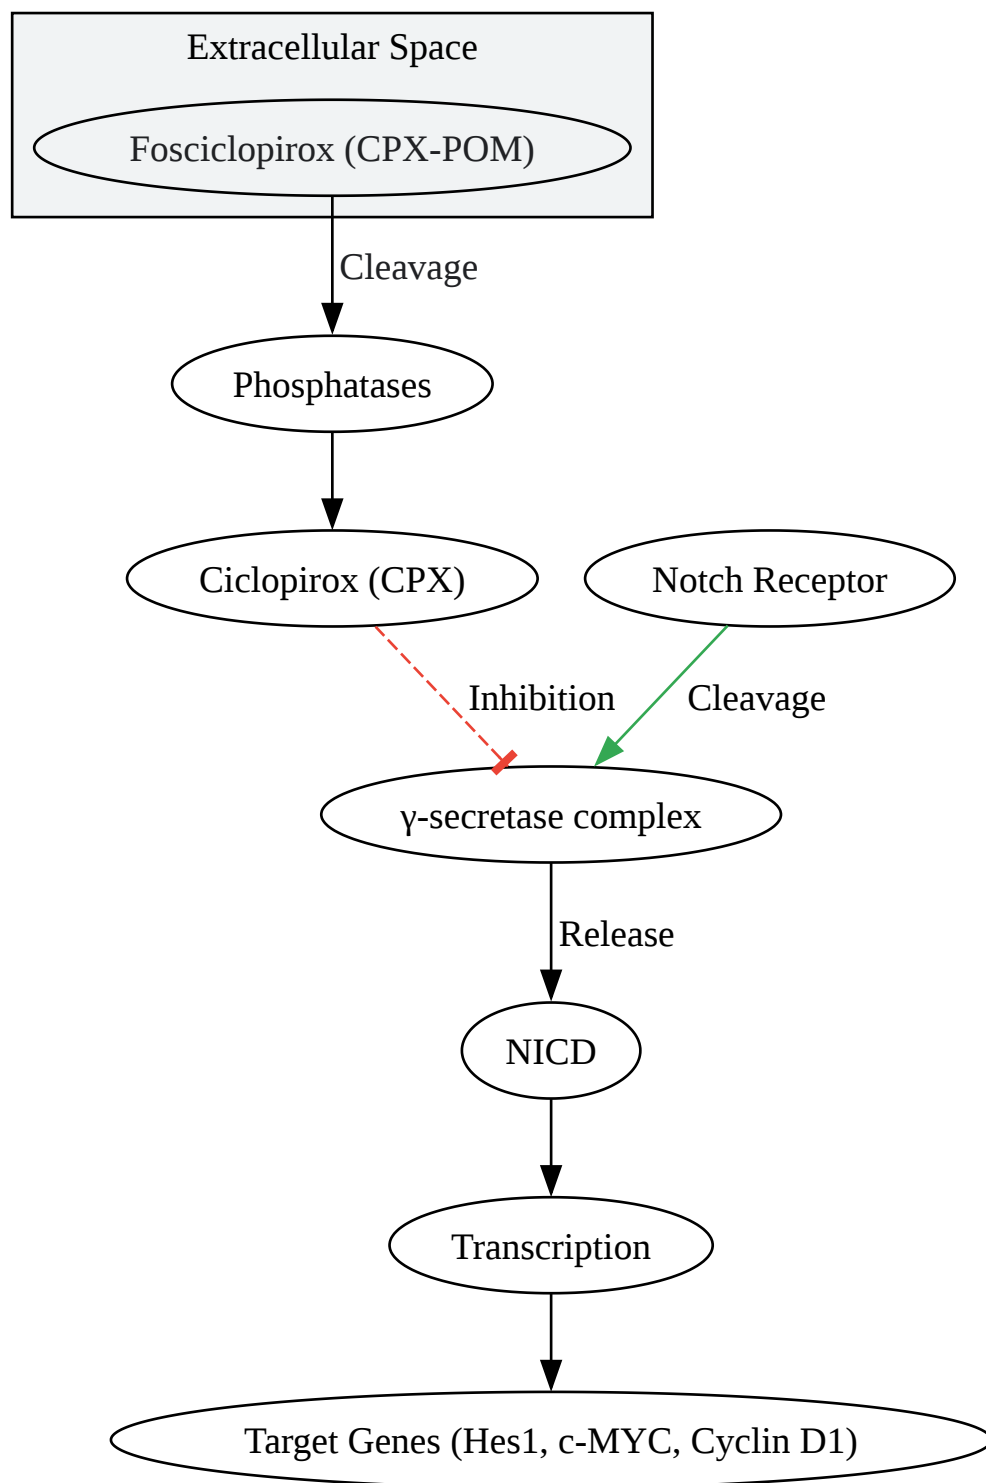 Extracellular Space
Fosciclopirox (CPX-POM)
Cleavage
Phosphatases
Ciclopirox (CPX)
Notch Receptor
Inhibition
Cleavage
γ-secretase complex
Release
NICD
Transcription
Target Genes (Hes1, c-MYC, Cyclin D1)